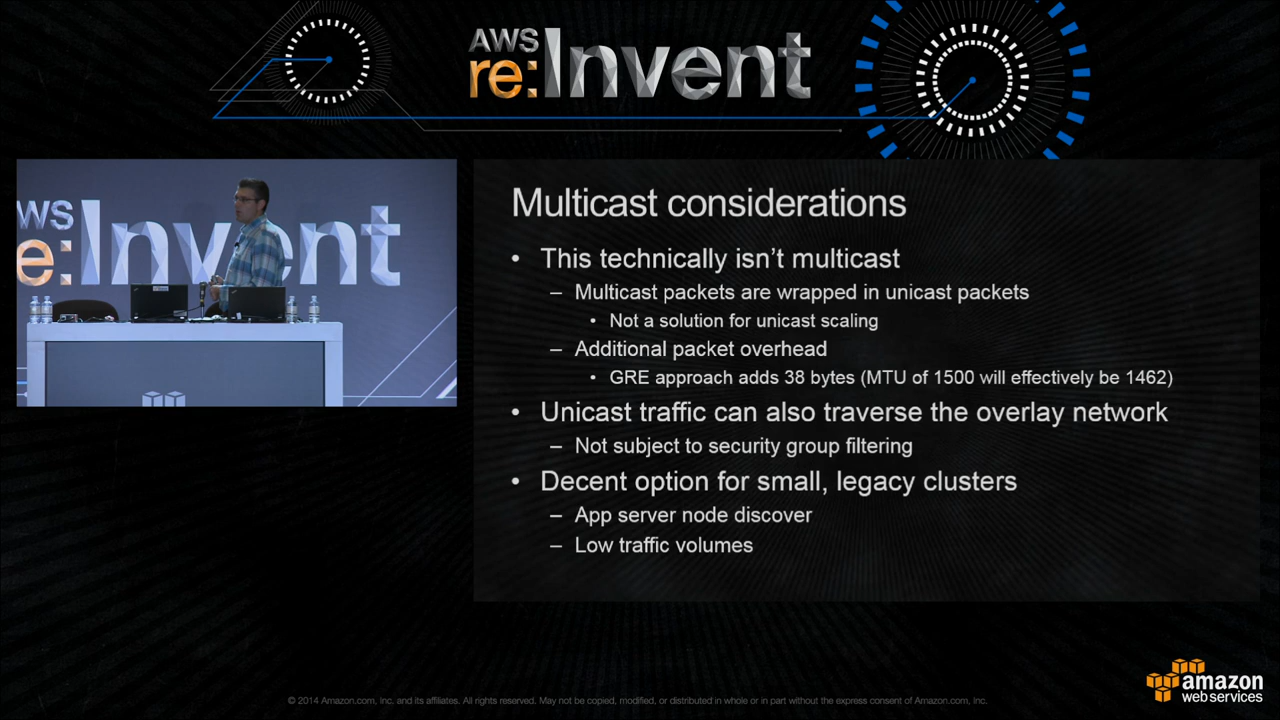 AWS
re:Invent
WS
e:Invent
Multicast considerations
• This technically isn't multicast
– Multicast packets are wrapped in unicast packets
• Not a solution for unicast scaling
– Additional packet overhead
• GRE approach adds 38 bytes (MTU of 1500 will effectively be 1462)
• Unicast traffic can also traverse the overlay network
– Not subject to security group filtering
• Decent option for small, legacy clusters
– App server node discover
– Low traffic volumes
© 2014 Amazon.com, Inc. and its affiliates. All rights reserved. May not be copied, modified, or distributed in whole or in part without the express consent of Amazon.com, Inc.
amazon
web services